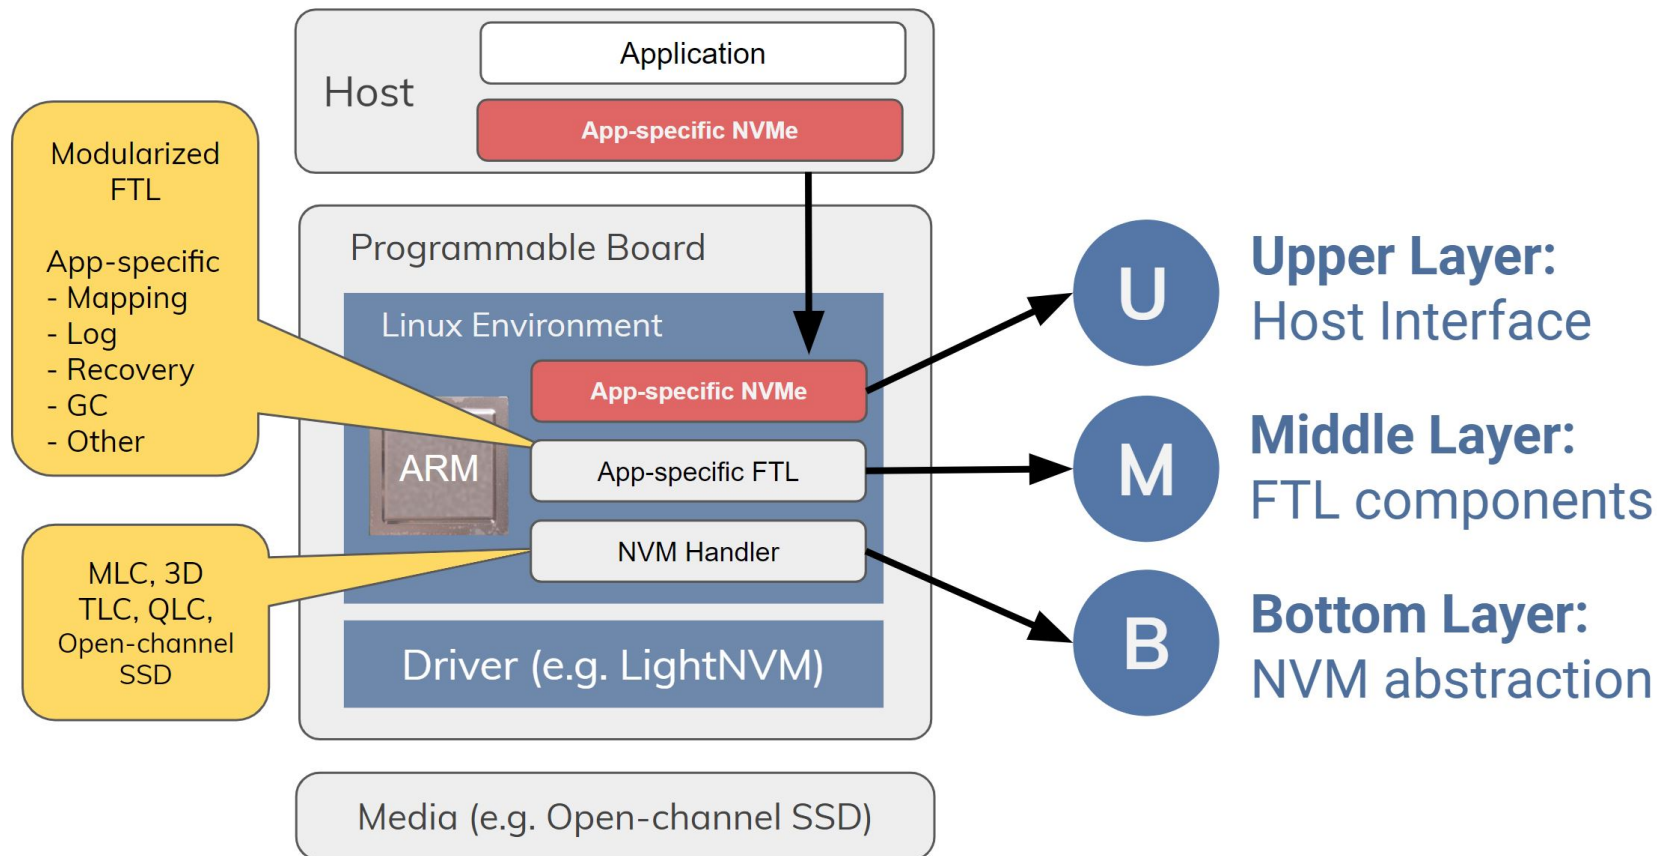 Host
Application
App-specific NVMe
Modularized
FTL
App-specific
- Mapping
- Log
- Recovery
- GC
- Other
MLC, 3D
TLC, QLC,
Open-channel
SSD
Programmable Board
Linux Environment
ARM
App-specific NVMe
App-specific FTL
NVM Handler
Driver (e.g. LightNVM)
Media (e.g. Open-channel SSD)
U
Upper Layer:
Host Interface
M
Middle Layer:
FTL components
B
Bottom Layer:
NVM abstraction